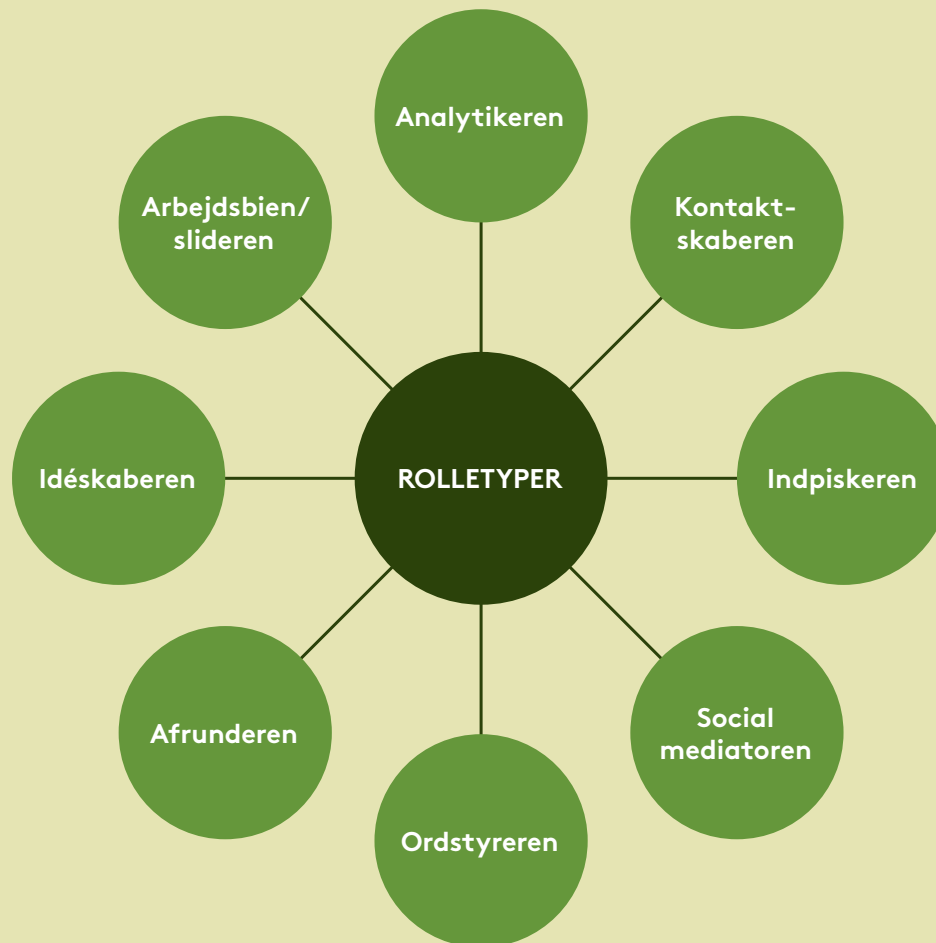 Analytikeren
Arbejdsbien/
slideren
Kontakt-
skaberen
Idéskaberen
ROLLETYPER
Indpiskeren
Afrunderen
Social
mediatoren
Ordstyreren